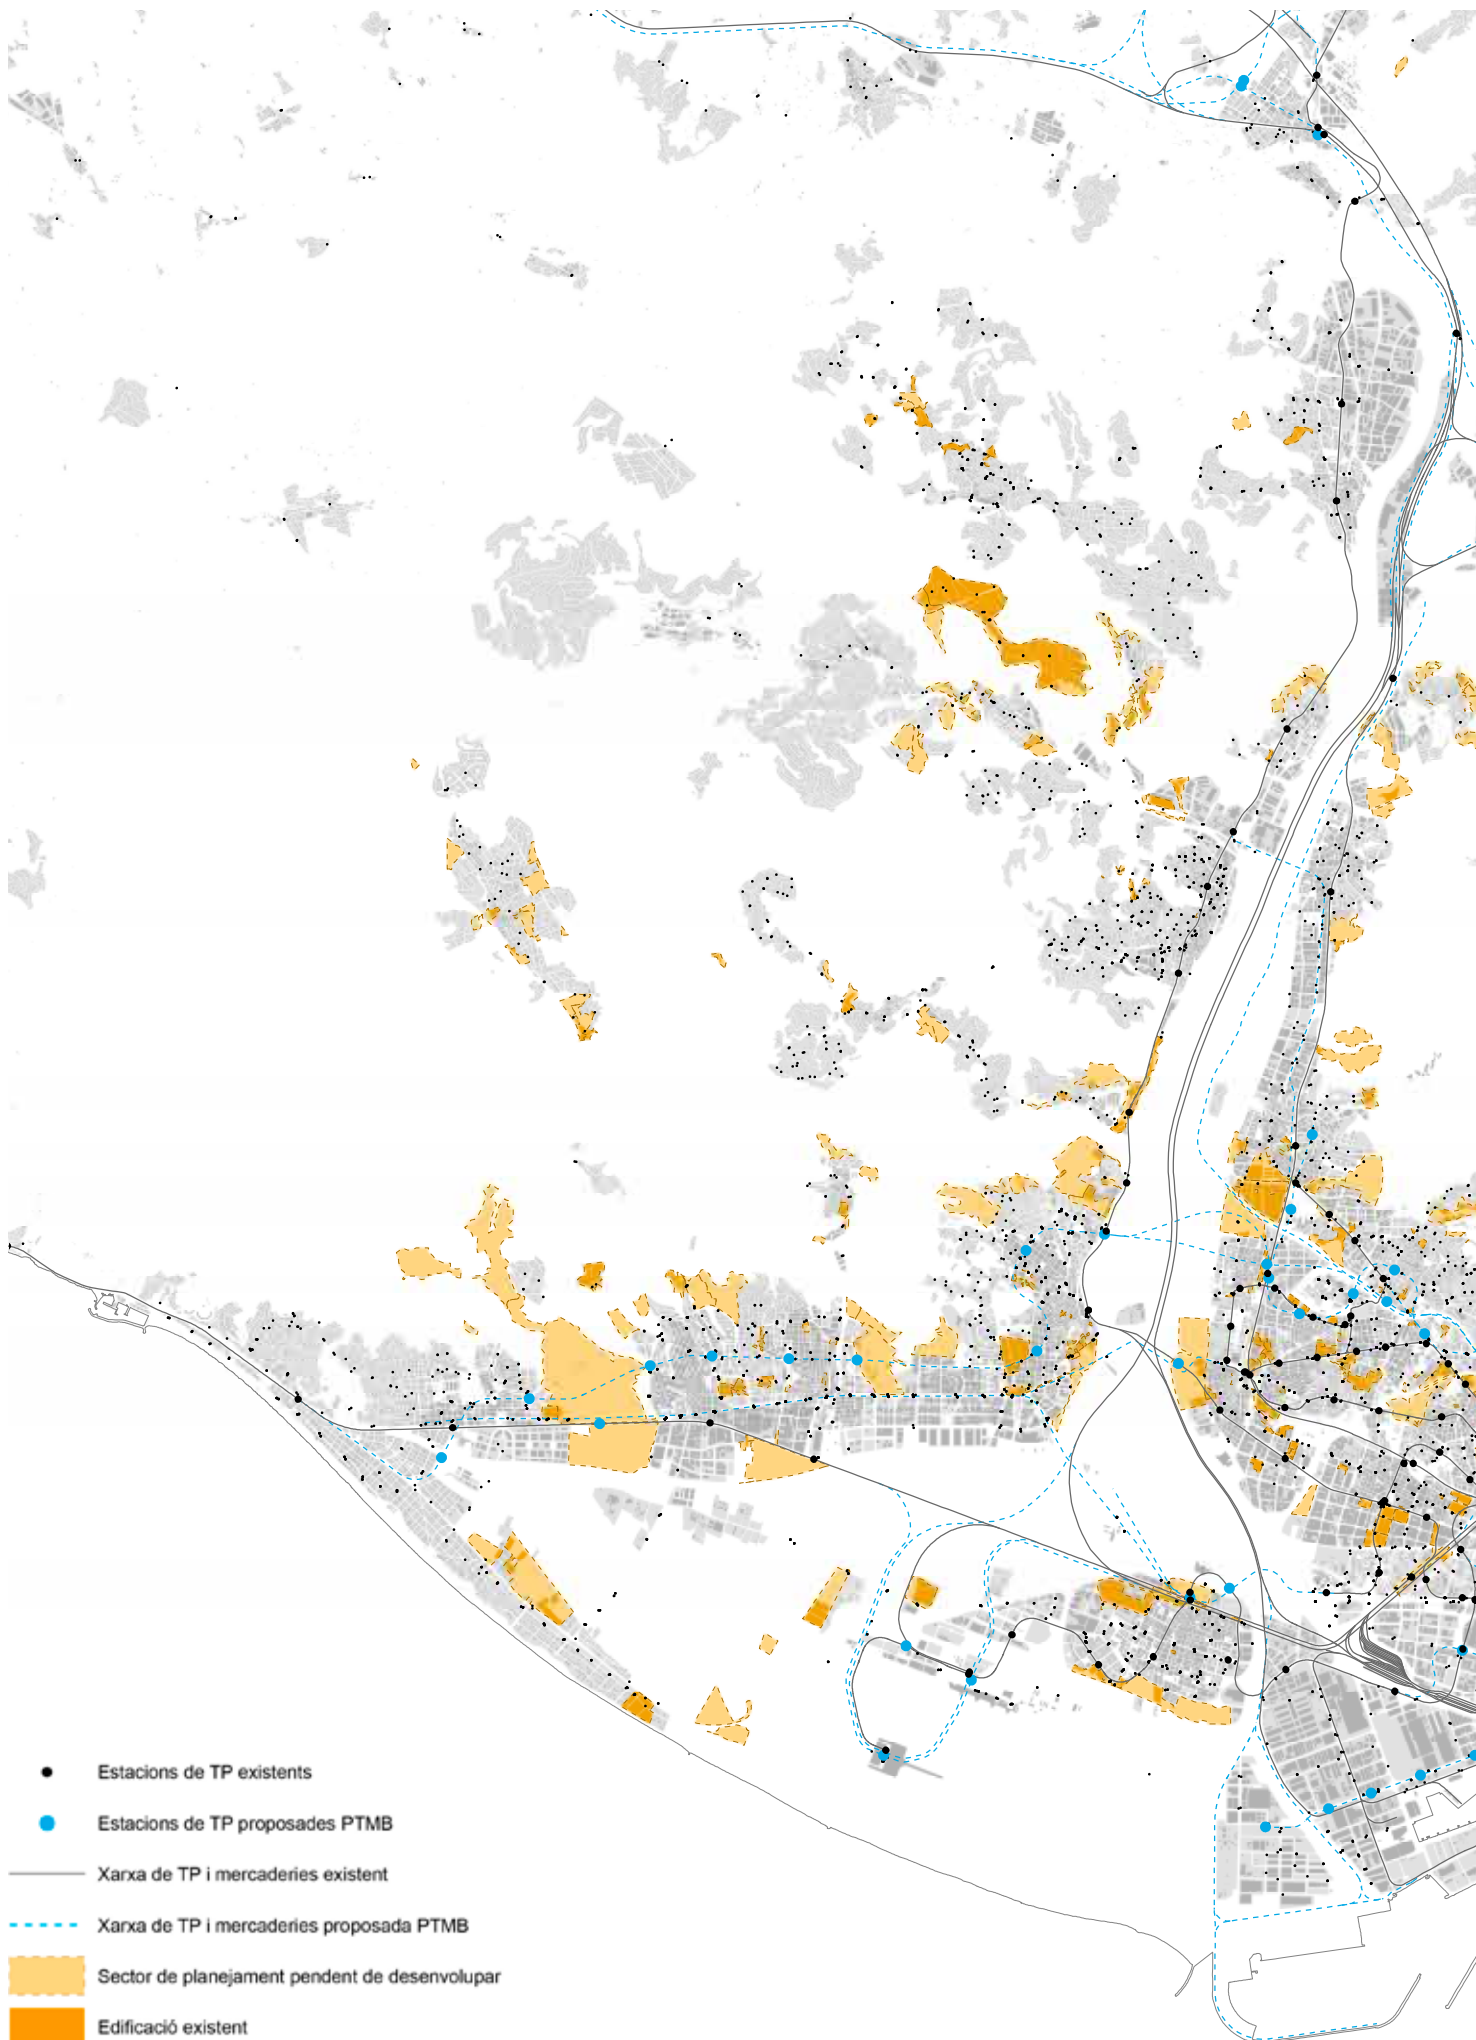 Estacions de TP existents
Estacions de TP proposades PTMB
Xarxa de TP i mercaderies existent
Xarxa de TP i mercaderies proposada PTMB
Sector de planejament pendent de desenvolupar
Edificació existent